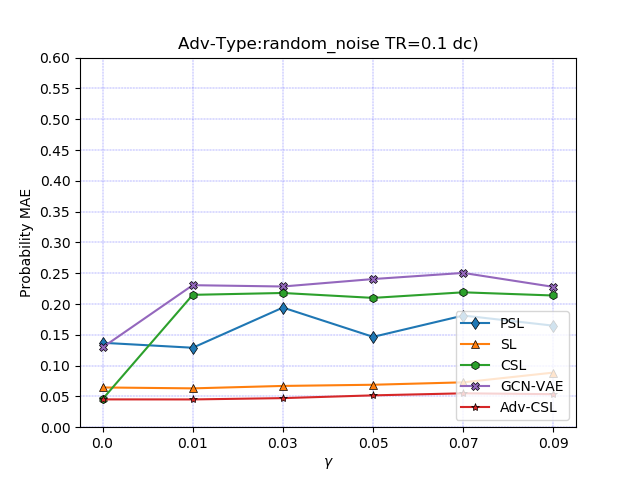 Adv-Type:random_noise TR=0.1 dc)
Probability MAE
0.60
0.55
0.50
0.45
0.40
0.35
0.30
0.25
0.20
0.15
0.10
0.05
0.00
PSL
SL
CSL
GCN-VAE
Adv-CSL
0.0 0.01 0.03 0.05 0.07 0.09
γ